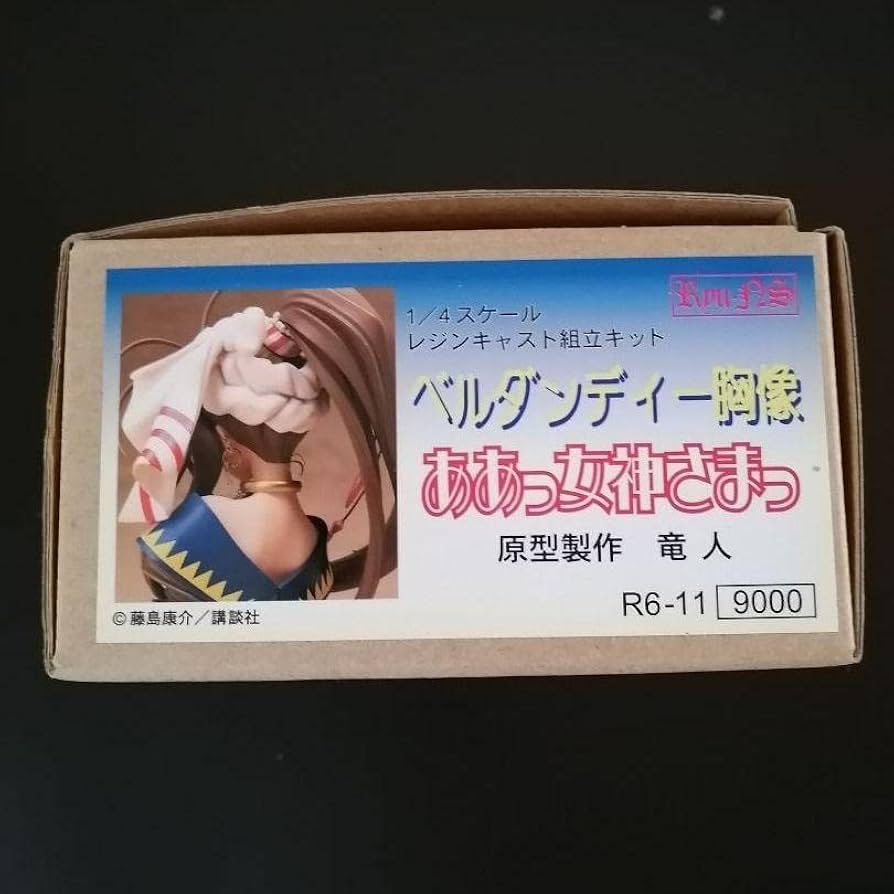 Ryu-NS
1/4スケール
レジンキャスト組立キット
ベルダンディー胸像
ああっ女神さまっ
原型製作 竜人
R6-11 9000
©藤島康介/講談社